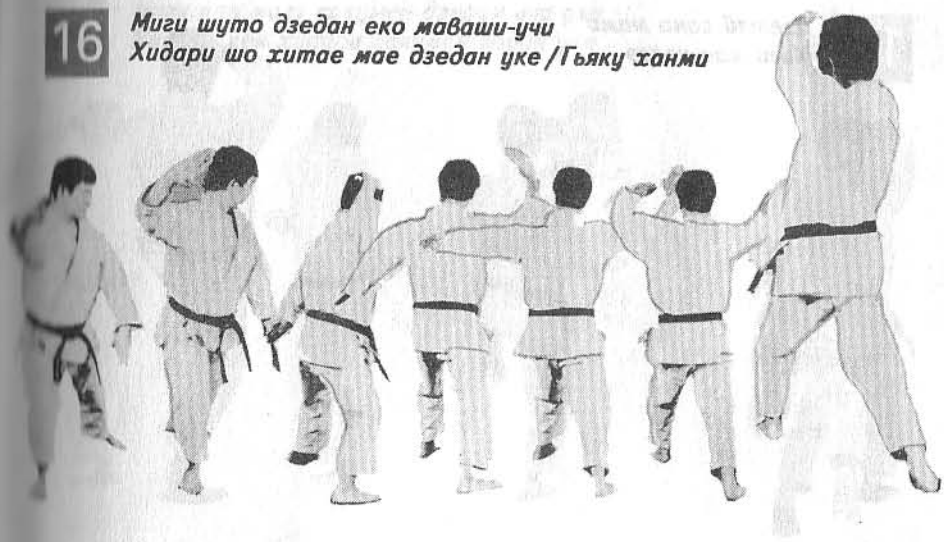 16
Миги шуто дзедан еко маваши-учи
Хидари шо хитае мае дзедан уке/Гьяку ханми